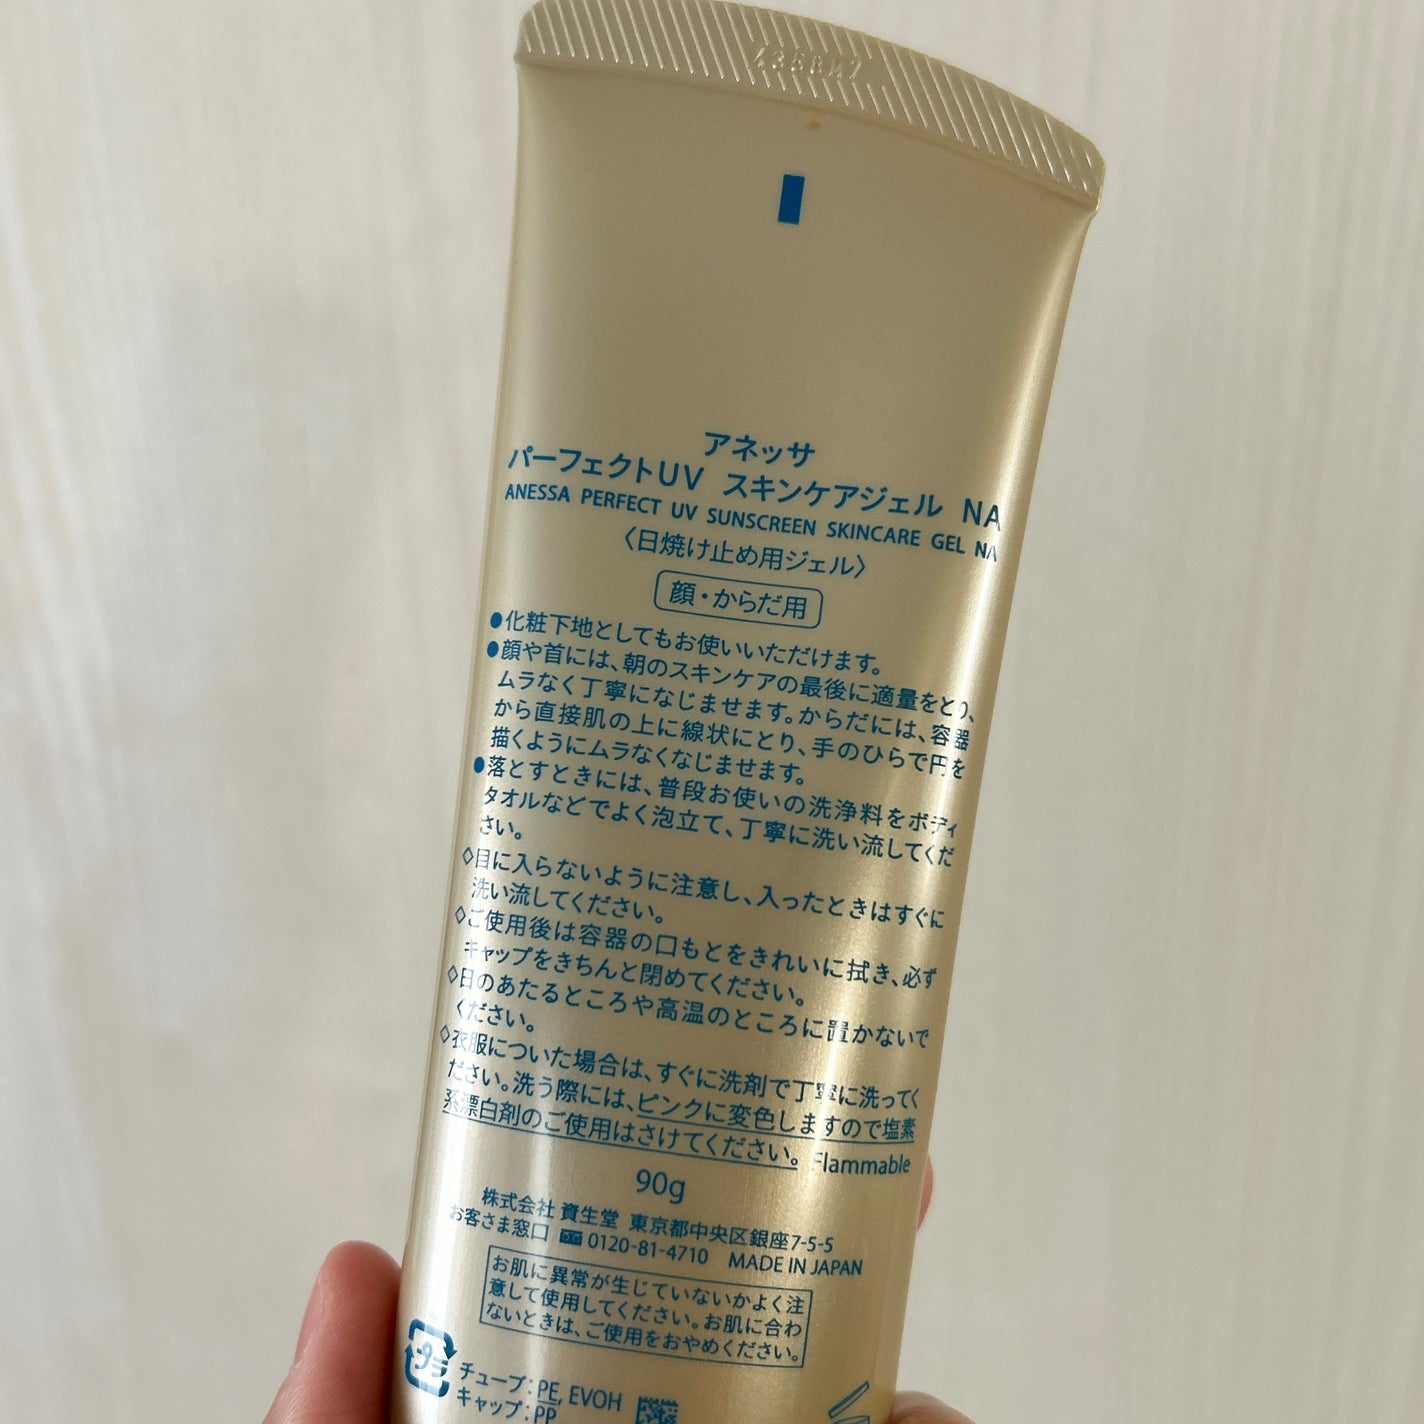 アネッサ
パーフェクトUV スキンケアジェル NA
ANESSA PERFECT UV SUNSCREEN SKINCARE GEL NA
〈日焼け止め用ジェル〉
顔・からだ用
●化粧下地としてもお使いいただけます。
●顔や首には、朝のスキンケアの最後に適量をとり、
ムラなく丁寧になじませます。からだには、容器
から直接肌の上に線状にとり、手のひらで円を
描くようにムラなくなじませます。
●落とすときには、普段お使いの洗浄料をボディ
タオルなどでよく泡立て、丁寧に洗い流してくだ
さい。
◇目に入らないように注意し、入ったときはすぐに
洗い流してください。
◇ご使用後は容器の口もとをきれいに拭き、必ず
キャップをきちんと閉めてください。
◇日のあたるところや高温のところに置かないで
ください。
◇衣服についた場合は、すぐに洗剤で丁寧に洗ってく
ださい。洗う際には、ピンクに変色しますので塩素
系漂白剤のご使用はさけてください。 Flammable
90g
株式会社 資生堂 東京都中央区銀座7-5-5
お客さま窓口 0120-81-4710 MADE IN JAPAN
お肌に異常が生じていないかよく注
意して使用してください。お肌に合わ
ないときは、ご使用をおやめください。
プラ
チューブ：PE, EVOH
キャップ：PP